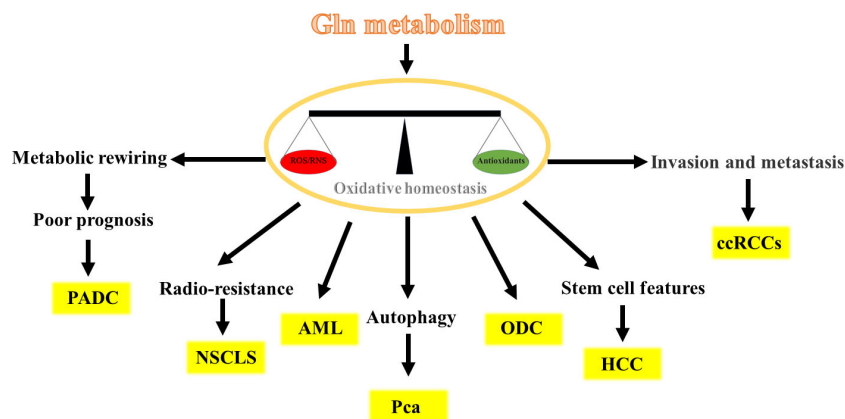 Gln metabolism
ROS/RNS
Antioxidants
Oxidative homeostasis
Metabolic rewiring
Poor prognosis
PADC
Radio-resistance
NSCLS
AML
Autophagy
Pca
ODC
Stem cell features
HCC
Invasion and metastasis
ccRCCs